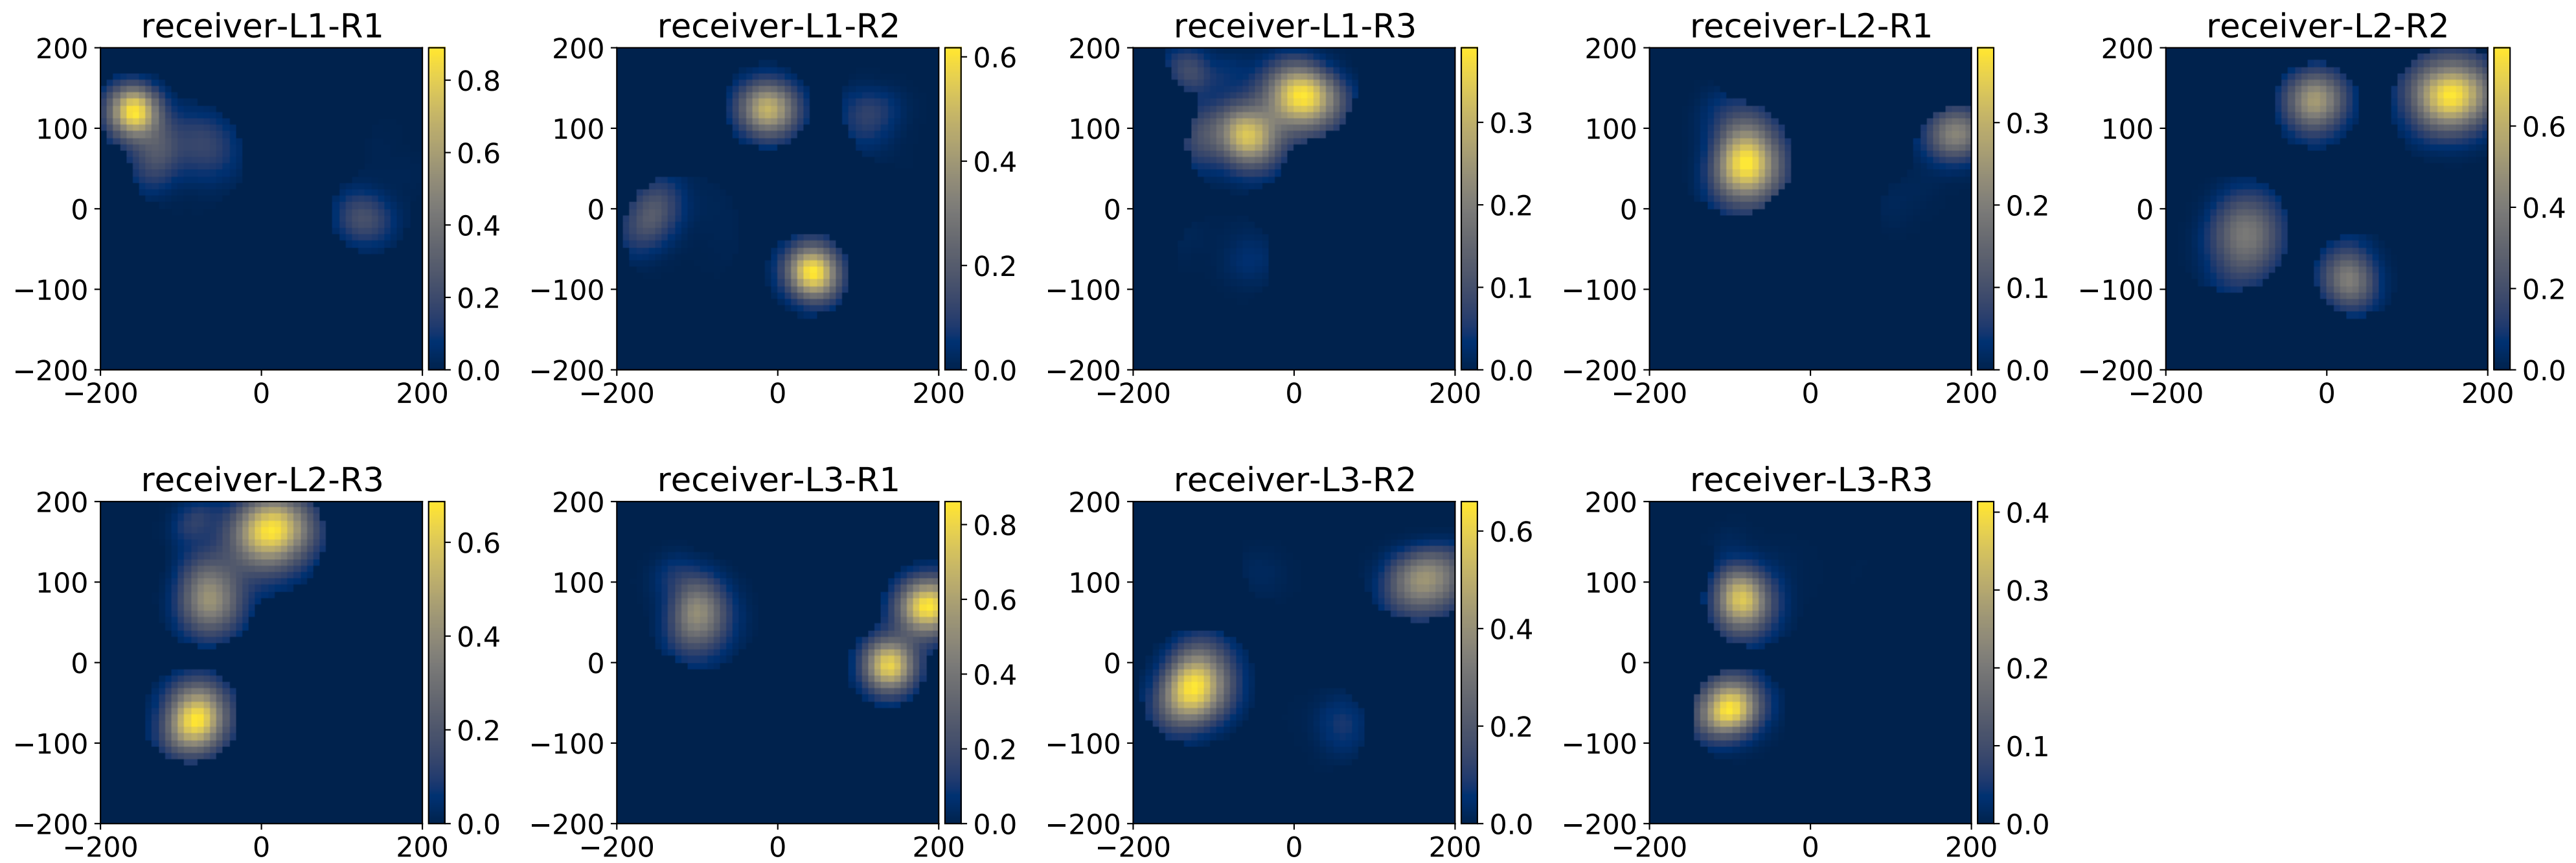 receiver-L1-R1 receiver-L1-R2 receiver-L1-R3 receiver-L2-R1 receiver-L2-R2
200 200 200 200 200
0.8 0.6 0.3 0.3 0.6
100 100 100 100 100
0.6 0.4 0.2 0.2 0.4
0 0 0 0 0
0.4 0.2 0.1 0.1 0.2
−100 −100 −100 −100 −100
0.2
−200 0.0 −200 0.0 −200 0.0 −200 0.0 −200 0.0
−200 0 200 −200 0 200 −200 0 200 −200 0 200 −200 0 200
receiver-L2-R3 receiver-L3-R1 receiver-L3-R2 receiver-L3-R3
200 200 200 200
0.6 0.8 0.6 0.4
100 100 100 100
0.4 0.6 0.4 0.3
0 0 0 0
0.2 0.4 0.2 0.2
−100 −100 −100 −100
0.2 0.1
−200 0.0 −200 0.0 −200 0.0 −200 0.0
−200 0 200 −200 0 200 −200 0 200 −200 0 200